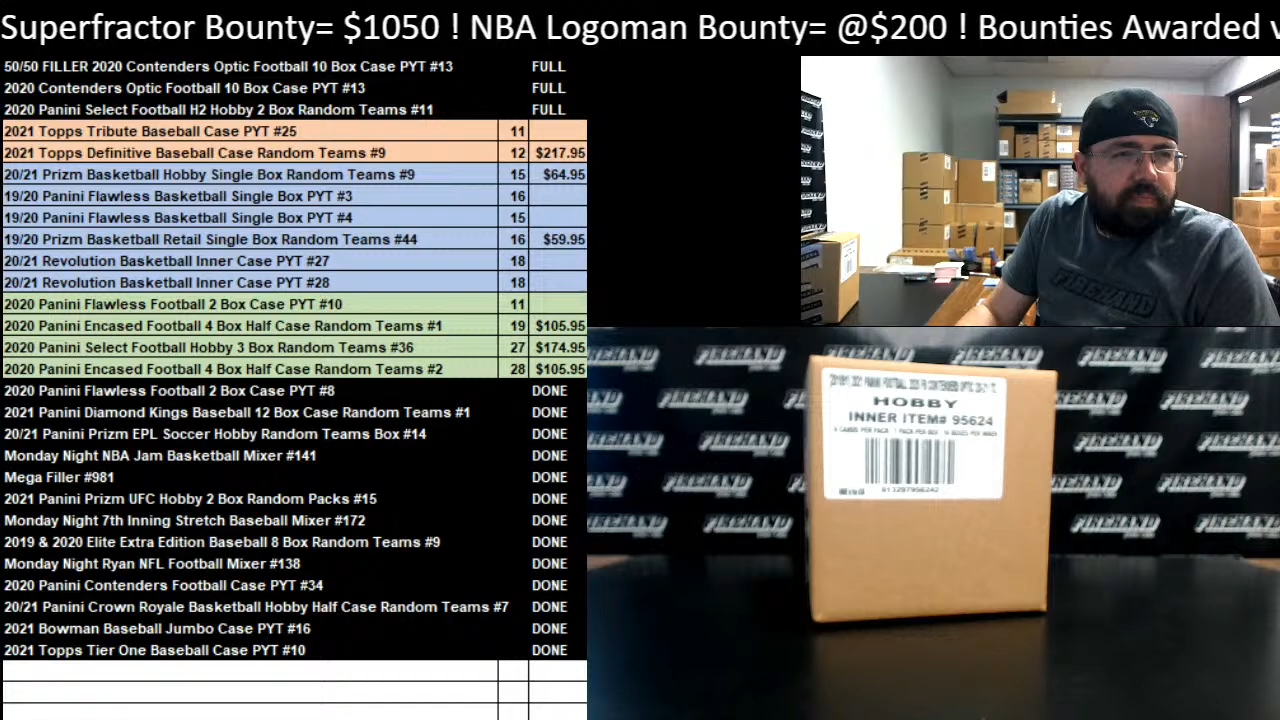 Superfractor Bounty= $1050 ! NBA Logoman Bounty= @$200 ! Bounties Awarded v
50/50 FILLER 2020 Contenders Optic Football 10 Box Case PYT #13 FULL
2020 Contenders Optic Football 10 Box Case PYT #13 FULL
2020 Panini Select Football H2 Hobby 2 Box Random Teams #11 FULL
2021 Topps Tribute Baseball Case PYT #25 11
2021 Topps Definitive Baseball Case Random Teams #9 12 $217.95
20/21 Prizm Basketball Hobby Single Box Random Teams #9 15 $64.95
19/20 Panini Flawless Basketball Single Box PYT #3 16
19/20 Panini Flawless Basketball Single Box PYT #4 15
19/20 Prizm Basketball Retail Single Box Random Teams #44 16 $59.95
20/21 Revolution Basketball Inner Case PYT #27 18
20/21 Revolution Basketball Inner Case PYT #28 18
2020 Panini Flawless Football 2 Box Case PYT #10 11
2020 Panini Encased Football 4 Box Half Case Random Teams #1 19 $105.95
2020 Panini Select Football Hobby 3 Box Random Teams #36 27 $174.95
2020 Panini Encased Football 4 Box Half Case Random Teams #2 28 $105.95
2020 Panini Flawless Football 2 Box Case PYT #8 DONE
2021 Panini Diamond Kings Baseball 12 Box Case Random Teams #1 DONE
20/21 Panini Prizm EPL Soccer Hobby Random Teams Box #14 DONE
Monday Night NBA Jam Basketball Mixer #141 DONE
Mega Filler #981 DONE
2021 Panini Prizm UFC Hobby 2 Box Random Packs #15 DONE
Monday Night 7th Inning Stretch Baseball Mixer #172 DONE
2019 & 2020 Elite Extra Edition Baseball 8 Box Random Teams #9 DONE
Monday Night Ryan NFL Football Mixer #138 DONE
2020 Panini Contenders Football Case PYT #34 DONE
20/21 Panini Crown Royale Basketball Hobby Half Case Random Teams #7 DONE
2021 Bowman Baseball Jumbo Case PYT #16 DONE
2021 Topps Tier One Baseball Case PYT #10 DONE
FIREHAND
HOBBY
INNER ITEM# 95624